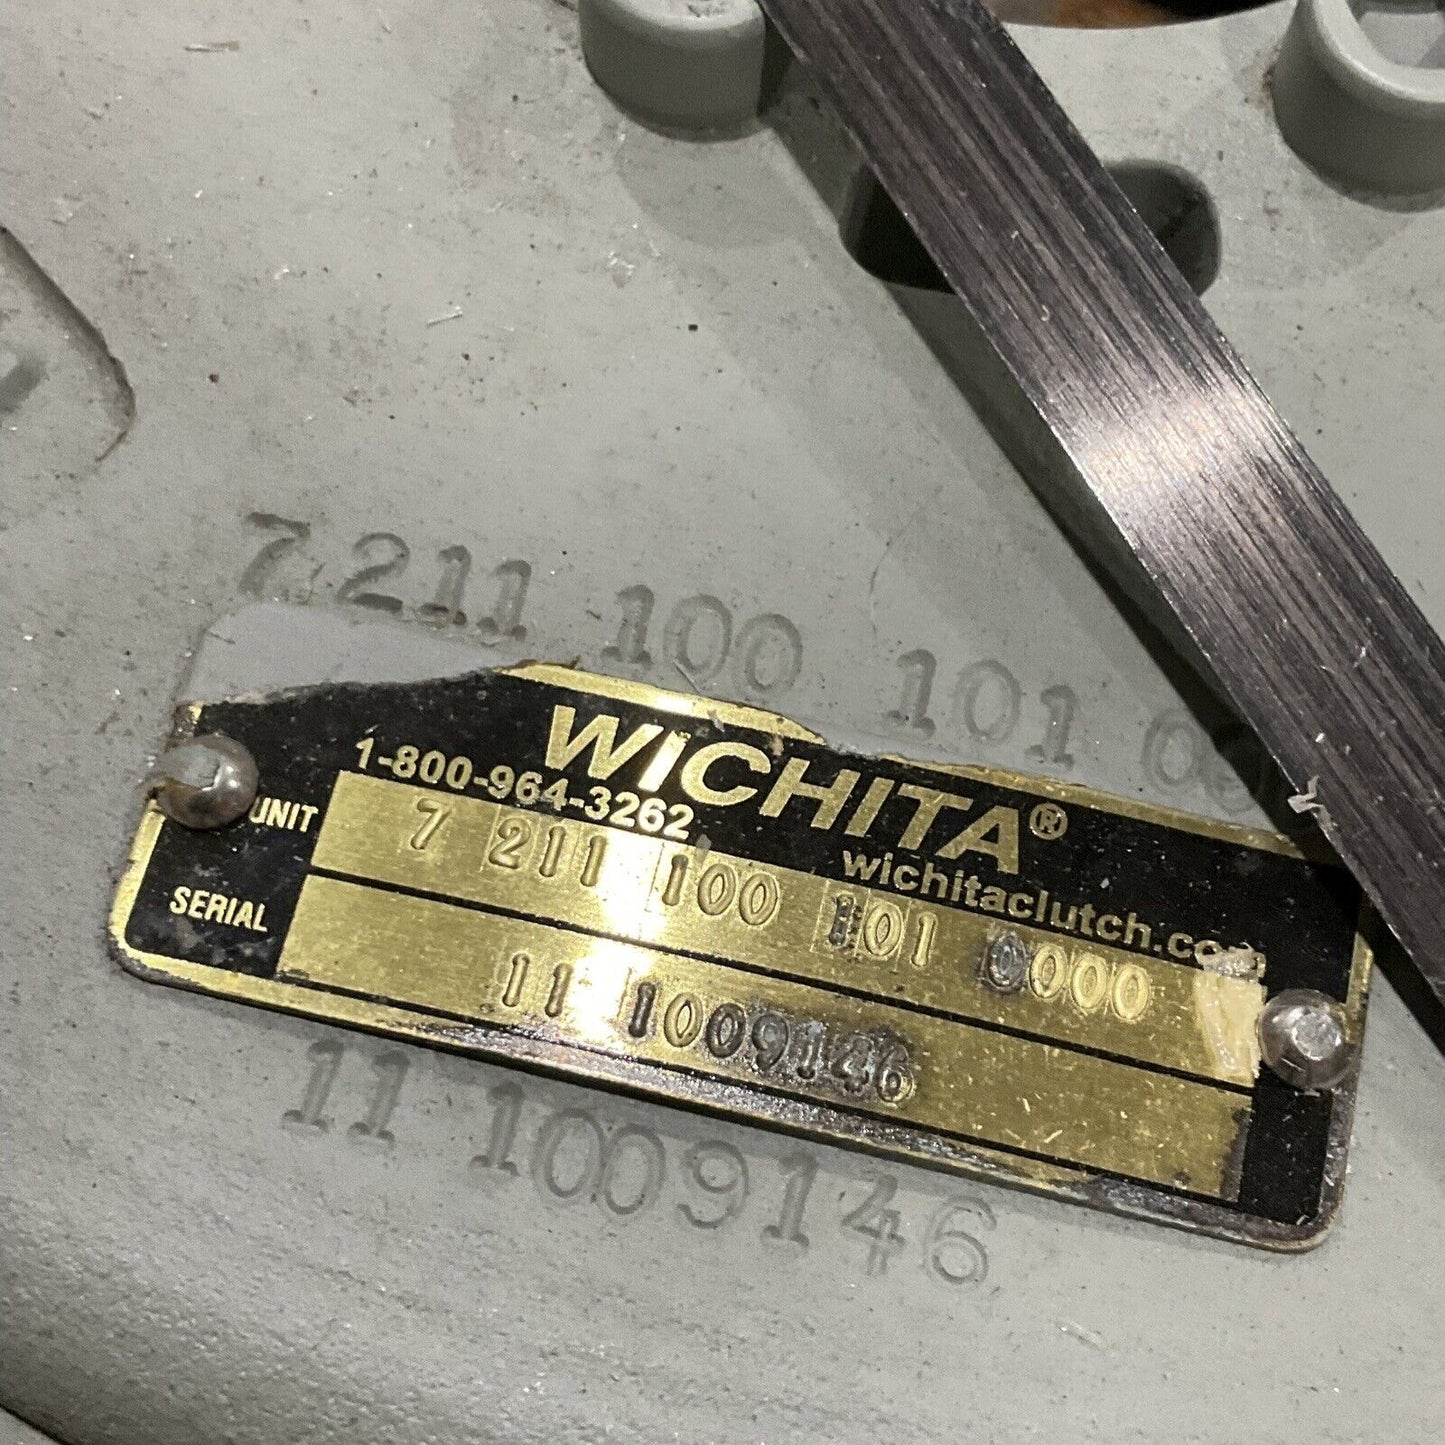 7 211 100 101 00
WICHITA®
1-800-964-3262
wichitaclutch.com
UNIT 7 211 100 101 0000
SERIAL 11 1009146
11 1009146